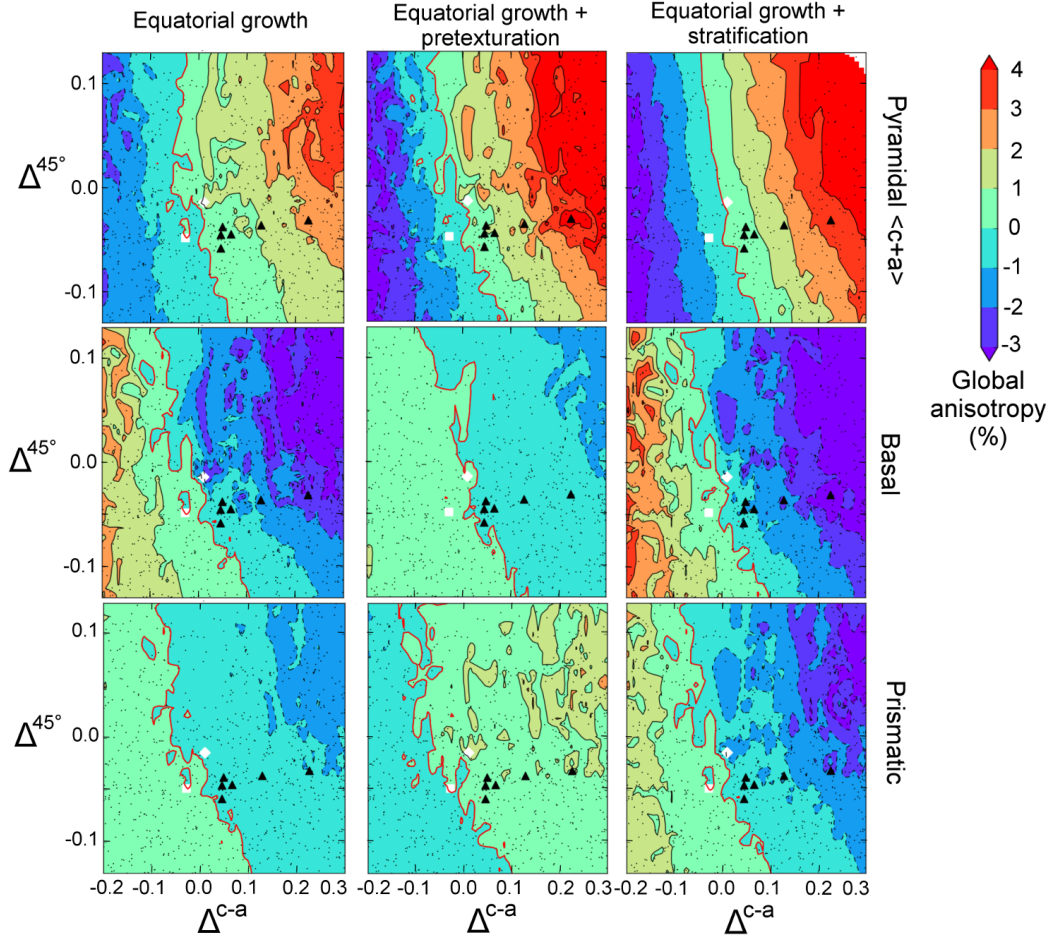 Equatorial growth
Equatorial growth +
pretexturation
Equatorial growth +
stratification
0.1
0.0
-0.1
Δ45°
Pyramidal <c+a>
4
3
2
1
0
-1
-2
-3
Global
anisotropy
(%)
0.1
0.0
-0.1
Δ45°
Basal
0.1
0.0
-0.1
Δ45°
Prismatic
-0.2 -0.1 0.0 0.1 0.2 0.3
-0.2 -0.1 0.0 0.1 0.2 0.3
-0.2 -0.1 0.0 0.1 0.2 0.3
Δc-a
Δc-a
Δc-a